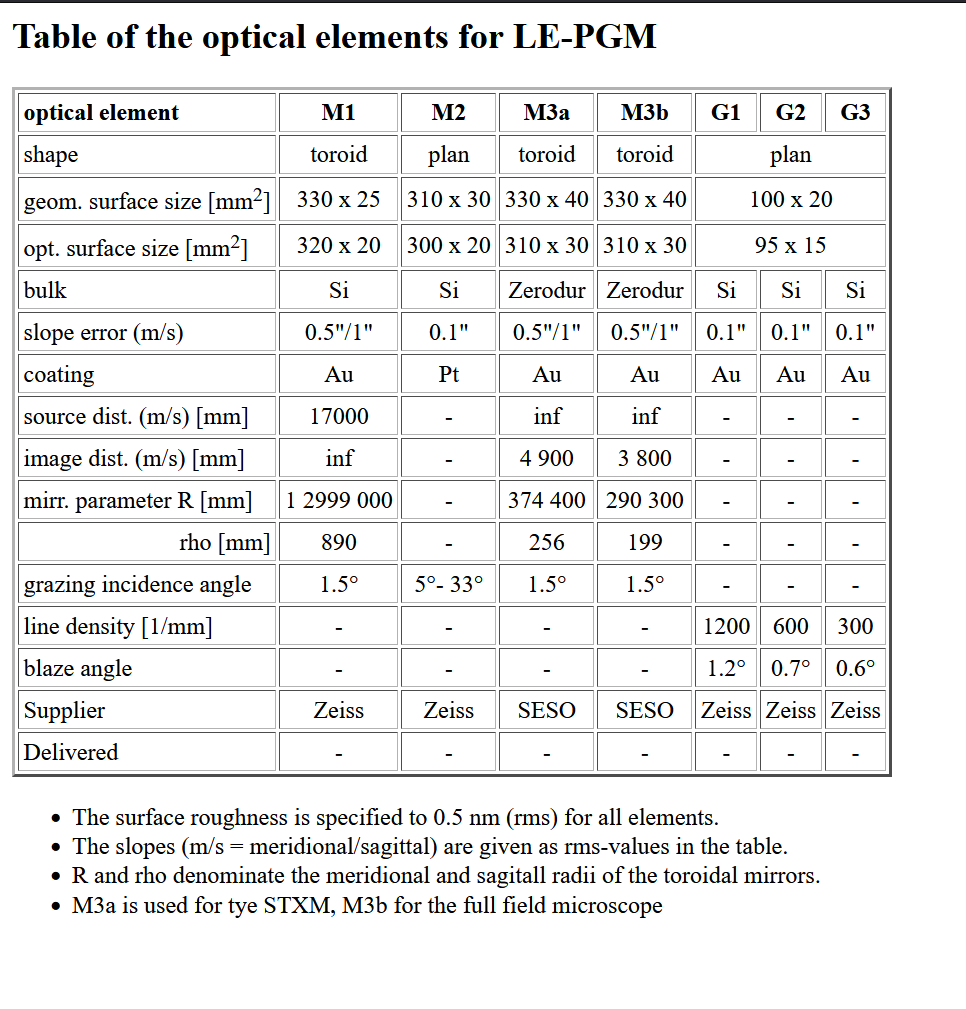 Table of the optical elements for LE-PGM
optical element M1 M2 M3a M3b G1 G2 G3
shape toroid plan toroid toroid plan
geom. surface size [mm2] 330 x 25 310 x 30 330 x 40 330 x 40 100 x 20
opt. surface size [mm2] 320 x 20 300 x 20 310 x 30 310 x 30 95 x 15
bulk Si Si Zerodur Zerodur Si Si Si
slope error (m/s) 0.5"/1" 0.1" 0.5"/1" 0.5"/1" 0.1" 0.1" 0.1"
coating Au Pt Au Au Au Au Au
source dist. (m/s) [mm] 17000 - inf inf - - -
image dist. (m/s) [mm] inf - 4 900 3 800 - - -
mirr. parameter R [mm] 1 2999 000 - 374 400 290 300 - - -
rho [mm] 890 - 256 199 - - -
grazing incidence angle 1.5° 5°- 33° 1.5° 1.5° - - -
line density [1/mm] - - - - 1200 600 300
blaze angle - - - - 1.2° 0.7° 0.6°
Supplier Zeiss Zeiss SESO SESO Zeiss Zeiss Zeiss
Delivered - - - - - - -
• The surface roughness is specified to 0.5 nm (rms) for all elements.
• The slopes (m/s = meridional/sagittal) are given as rms-values in the table.
• R and rho denominate the meridional and sagitall radii of the toroidal mirrors.
• M3a is used for tye STXM, M3b for the full field microscope